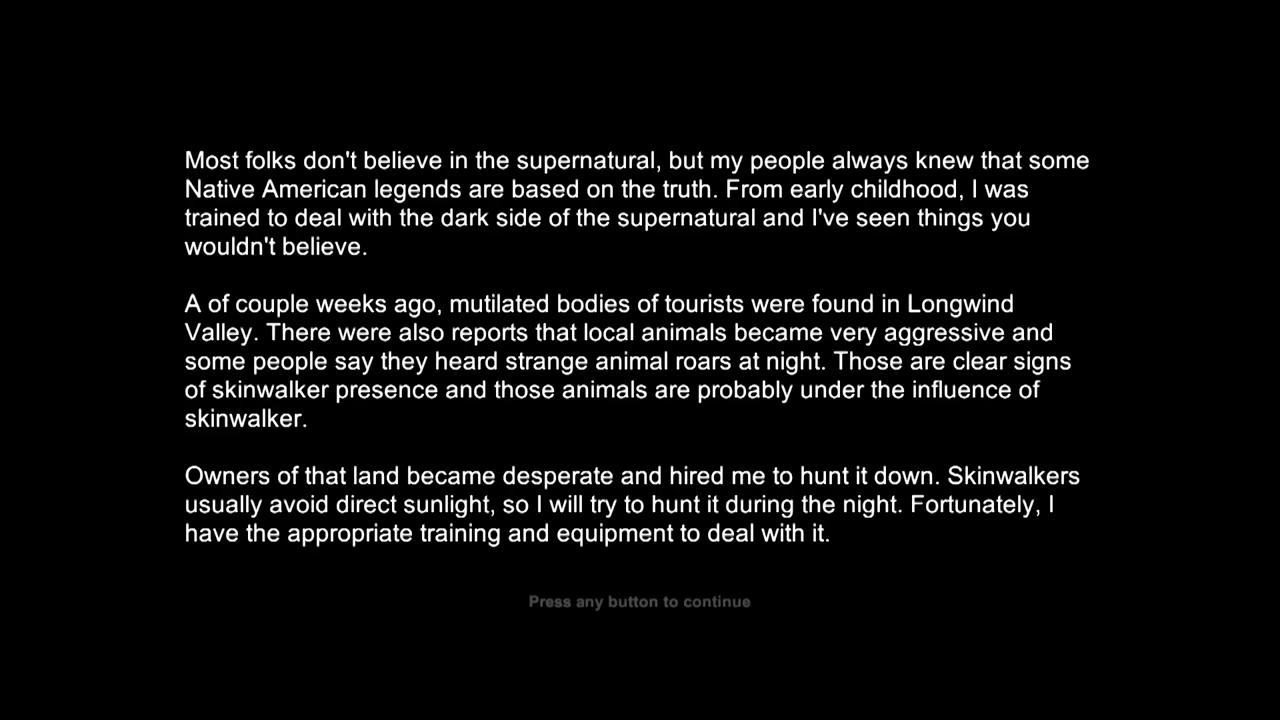 Most folks don't believe in the supernatural, but my people always knew that some
Native American legends are based on the truth. From early childhood, I was
trained to deal with the dark side of the supernatural and I've seen things you
wouldn't believe.
A of couple weeks ago, mutilated bodies of tourists were found in Longwind
Valley. There were also reports that local animals became very aggressive and
some people say they heard strange animal roars at night. Those are clear signs
of skinwalker presence and those animals are probably under the influence of
skinwalker.
Owners of that land became desperate and hired me to hunt it down. Skinwalkers
usually avoid direct sunlight, so I will try to hunt it during the night. Fortunately, I
have the appropriate training and equipment to deal with it.
Press any button to continue